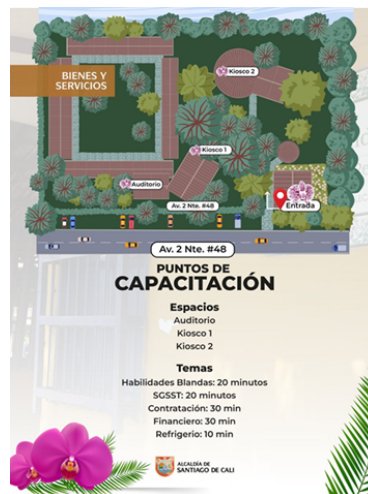 BIENES Y
SERVICIOS
Kiosco 2
Kiosco 1
Auditorio
Av. 2 Nte. #48
Entrada
Av. 2 Nte. #48
PUNTOS DE
CAPACITACIÓN
Espacios
Auditorio
Kiosco 1
Kiosco 2
Temas
Habilidades Blandas: 20 minutos
SGSST: 20 minutos
Contratación: 30 min
Financiero: 30 min
Refrigerio: 10 min
ALCALDÍA DE
SANTIAGO DE CALI